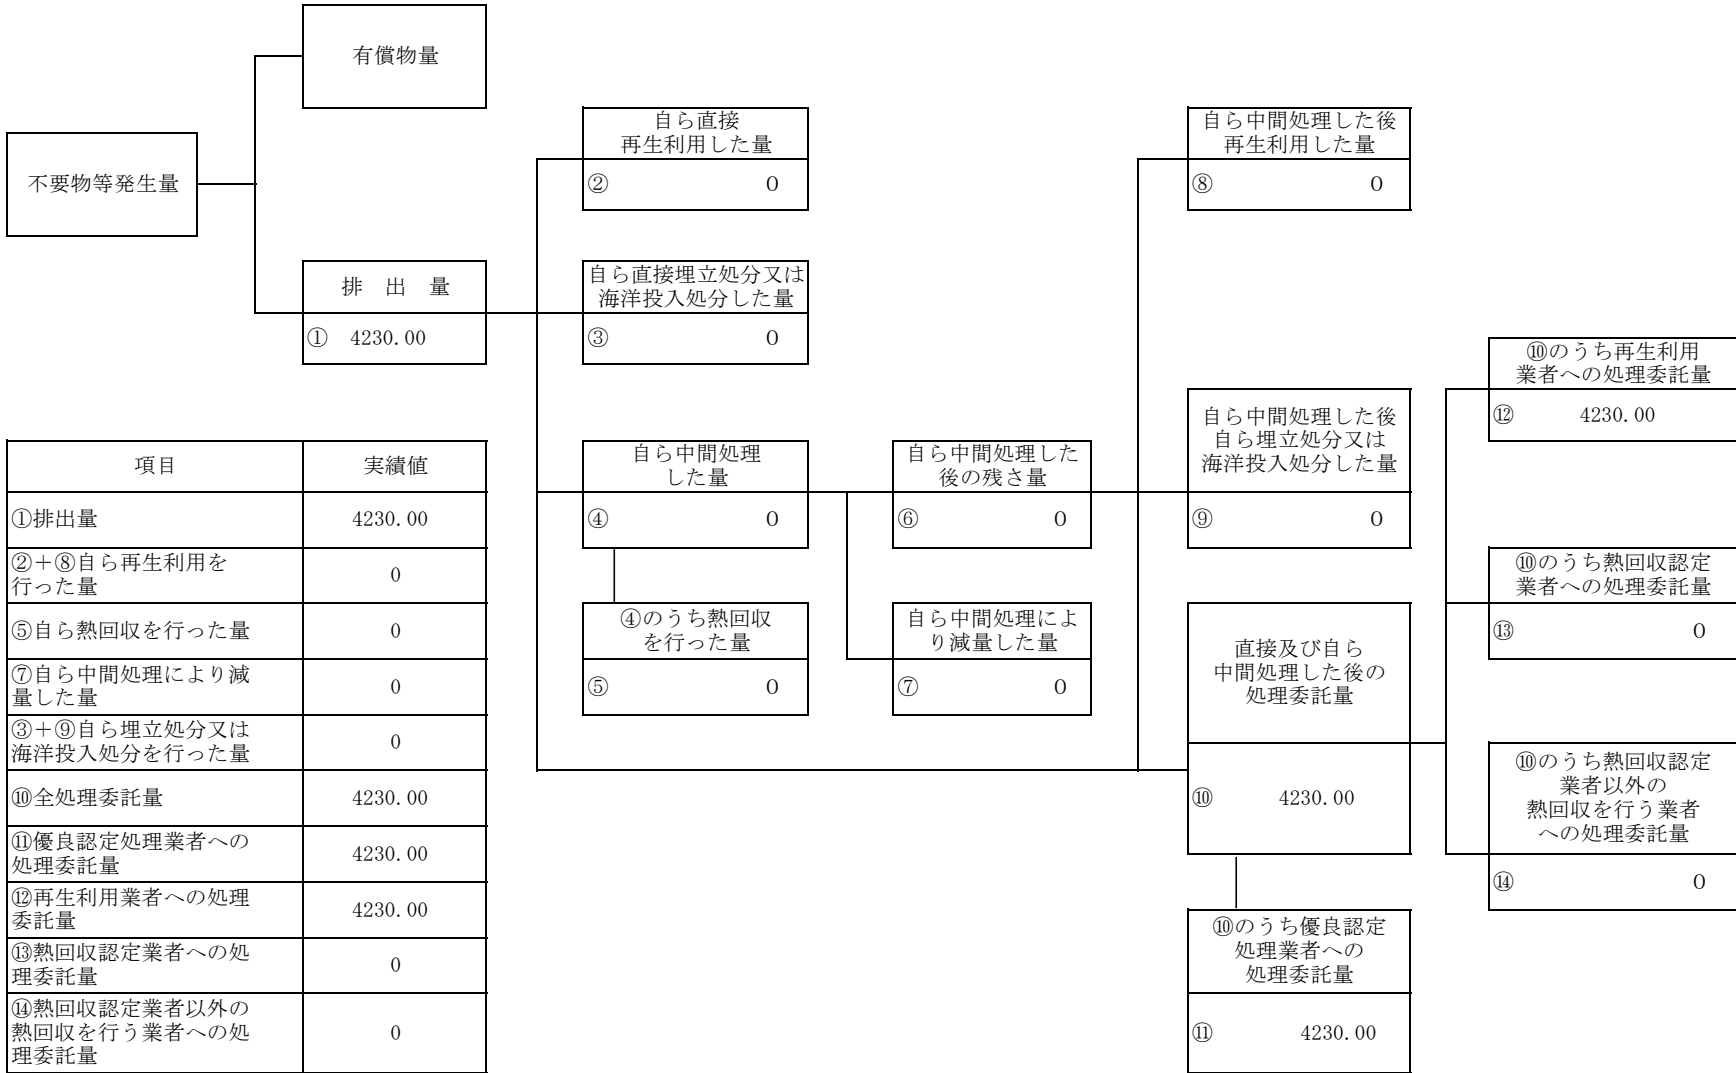 有償物量
不要物等発生量
排　出　量
① 4230.00
自ら直接
再生利用した量
② 0
自ら直接埋立処分又は
海洋投入処分した量
③ 0
自ら中間処理
した量
④ 0
④のうち熱回収
を行った量
⑤ 0
自ら中間処理した
後の残さ量
⑥ 0
自ら中間処理によ
り減量した量
⑦ 0
自ら中間処理した後
再生利用した量
⑧ 0
自ら中間処理した後
自ら埋立処分又は
海洋投入処分した量
⑨ 0
直接及び自ら
中間処理した後の
処理委託量
⑩ 4230.00
⑩のうち優良認定
処理業者への
処理委託量
⑪ 4230.00
⑩のうち再生利用
業者への処理委託量
⑫ 4230.00
⑩のうち熱回収認定
業者への処理委託量
⑬ 0
⑩のうち熱回収認定
業者以外の
熱回収を行う業者
への処理委託量
⑭ 0
項目 実績値
①排出量 4230.00
②＋⑧自ら再生利用を
行った量 0
⑤自ら熱回収を行った量 0
⑦自ら中間処理により減
量した量 0
③＋⑨自ら埋立処分又は
海洋投入処分を行った量 0
⑩全処理委託量 4230.00
⑪優良認定処理業者への
処理委託量 4230.00
⑫再生利用業者への処理
委託量 4230.00
⑬熱回収認定業者への処
理委託量 0
⑭熱回収認定業者以外の
熱回収を行う業者への処
理委託量 0